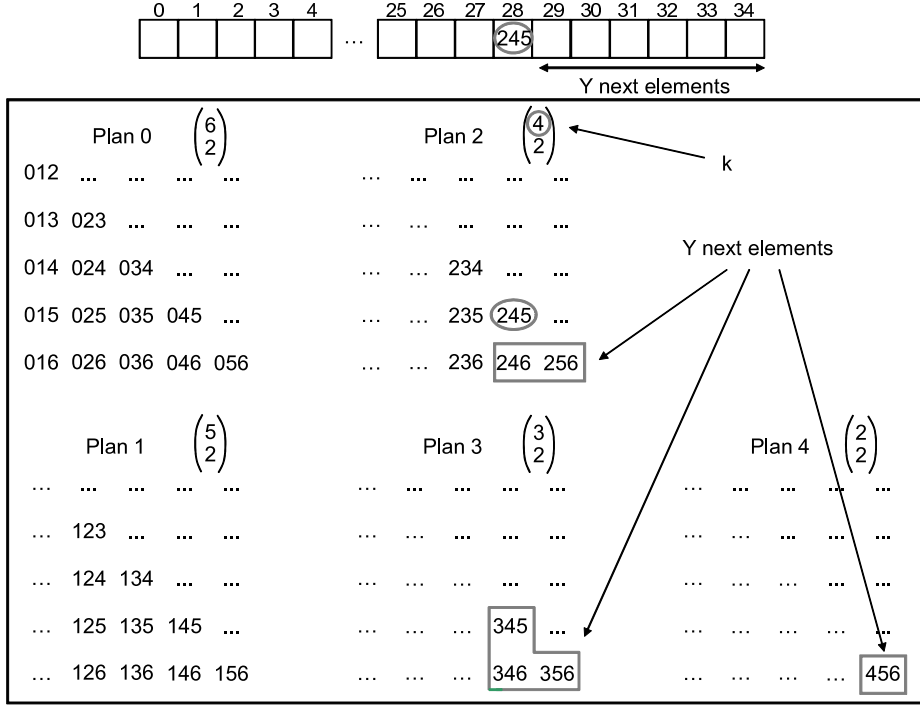 0 1 2 3 4 25 26 27 28 29 30 31 32 33 34
... 245
Y next elements
Plan 0 (6 2) Plan 2 (4 2)
k
012 ... ... ... ... ... ... ... ... ...
013 023 ... ... ... ... ... ... ... ...
Y next elements
014 024 034 ... ... ... ... 234 ... ...
015 025 035 045 ... ... ... 235 245 ...
016 026 036 046 056 ... ... 236 246 256
Plan 1 (5 2) Plan 3 (3 2) Plan 4 (2 2)
... ... ... ... ... ... ... ... ... ... ... ... ... ... ...
... 123 ... ... ... ... ... ... ... ... ... ... ... ... ...
... 124 134 ... ... ... ... ... ... ... ... ... ... ... ...
... 125 135 145 ... ... ... ... 345 ... ... ... ... ... ...
... 126 136 146 156 ... ... ... 346 356 ... ... ... ... 456